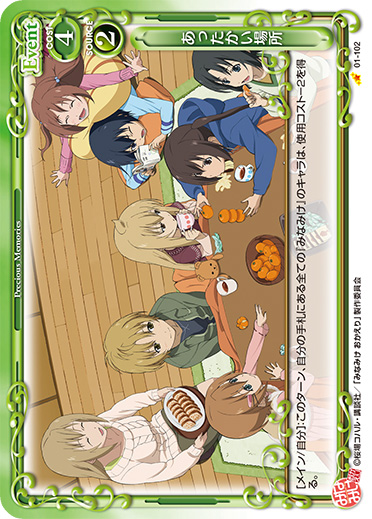 Event
COST
4
SOURCE
2
あったかい場所
01-102
Precious Memories
[メイン/自分]:このターン、自分の手札にある全ての「みなみけ」のキャラは、使用コスト-2を得
る。
©桜場コハル・講談社／「みなみけ おかえり」製作委員会